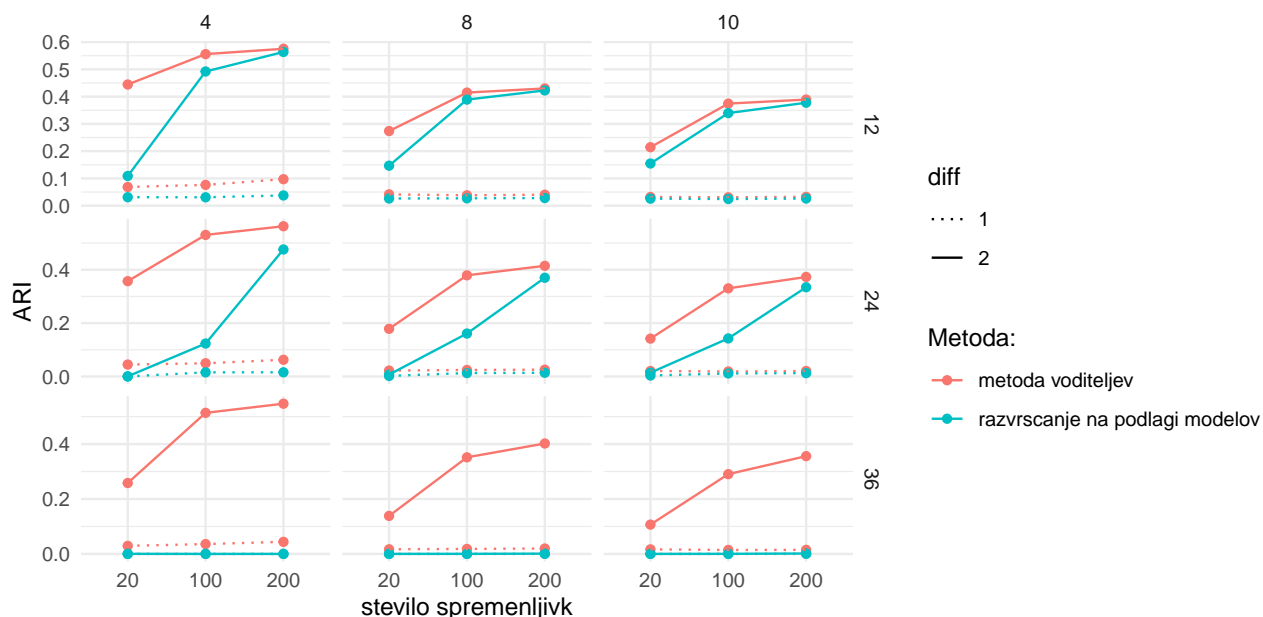 4 8 10
0.6
0.5
0.4
0.3
0.2
0.1
0.0
12
0.4
0.2
0.0
24
0.4
0.2
0.0
36
ARI
20 100 200 20 100 200 20 100 200
stevilo spremenljivk
diff
1
2
Metoda:
metoda voditeljev
razvrscanje na podlagi modelov